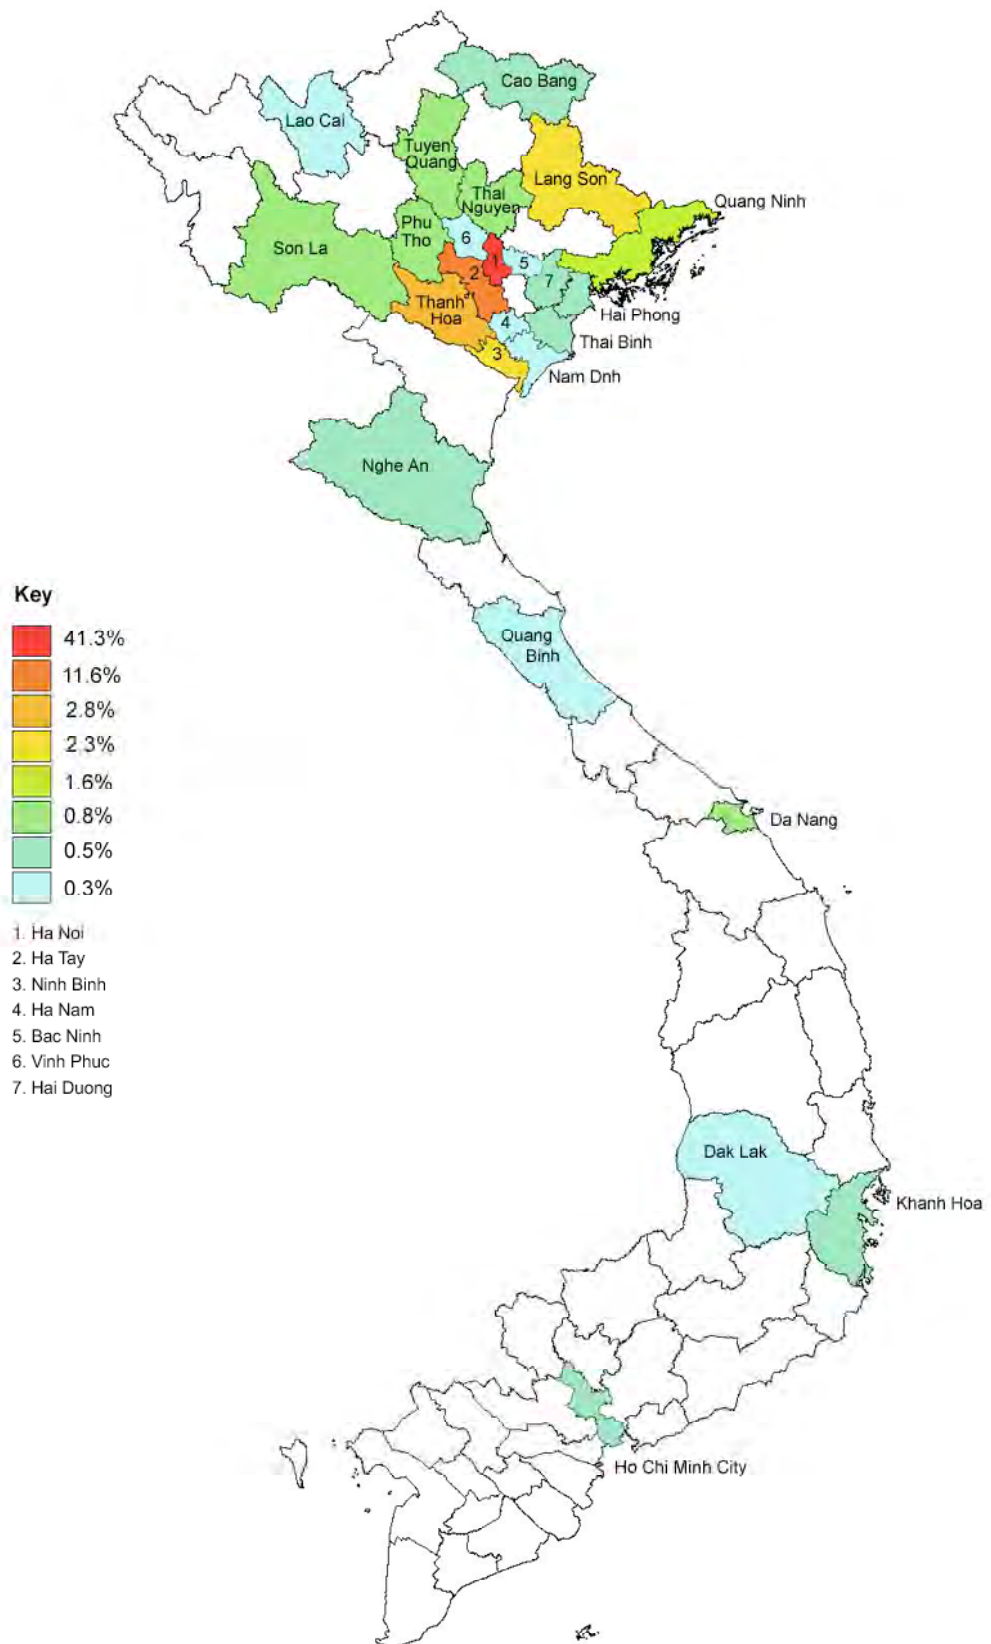 Cao Bang
Lao Cai
Tuyen
Quang
Lang Son
Thai
Nguyen
Quang Ninh
Phu
Tho
6
Son La
1
5
2
7
Thanh
Hoa
Hai Phong
4
Thai Binh
3
Nam Dnh
Nghe An
Key
41.3%
11.6%
2.8%
2.3%
1.6%
0.8%
0.5%
0.3%
1. Ha Noi
2. Ha Tay
3. Ninh Binh
4. Ha Nam
5. Bac Ninh
6. Vinh Phuc
7. Hai Duong
Quang
Binh
Da Nang
Dak Lak
Khanh Hoa
Ho Chi Minh City